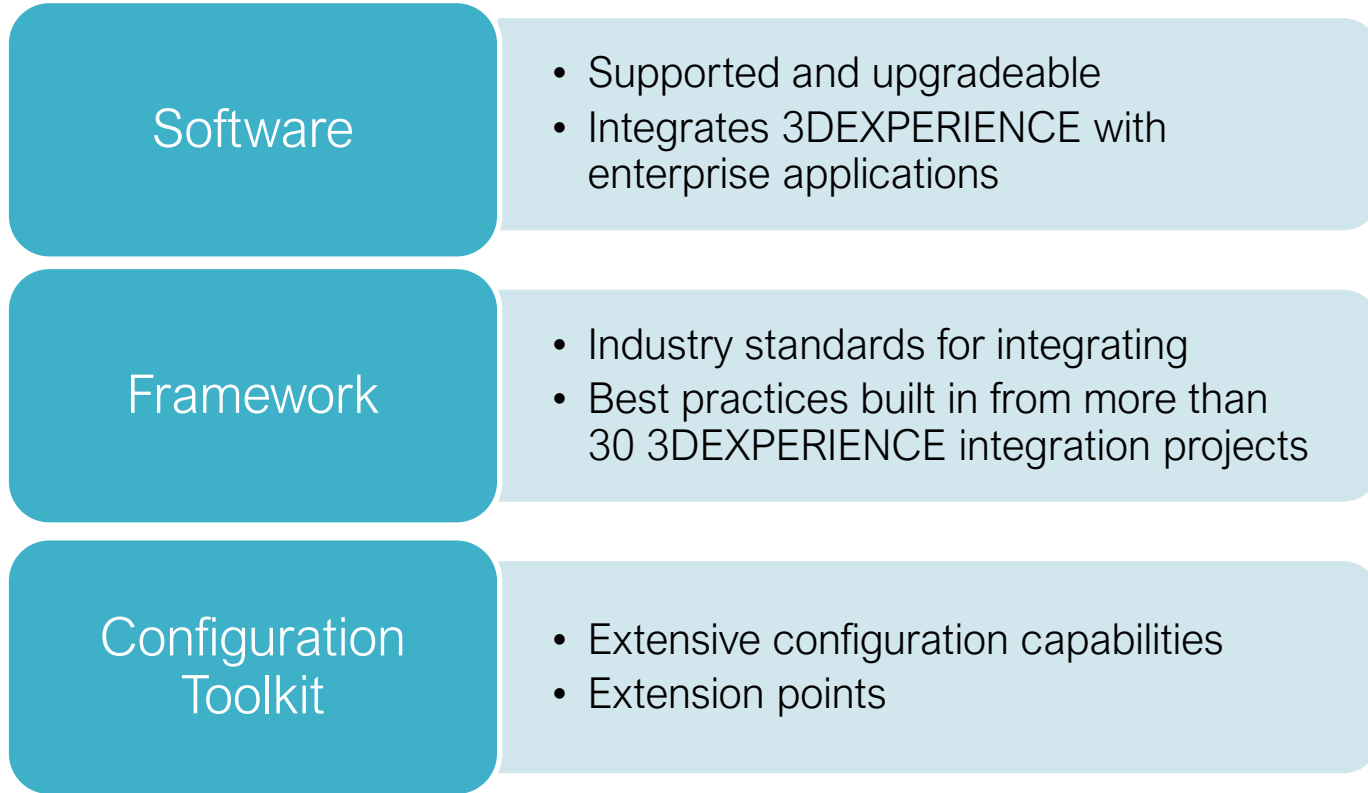 Software
• Supported and upgradeable
• Integrates 3DEXPERIENCE with
enterprise applications
Framework
• Industry standards for integrating
• Best practices built in from more than
30 3DEXPERIENCE integration projects
Configuration
Toolkit
• Extensive configuration capabilities
• Extension points